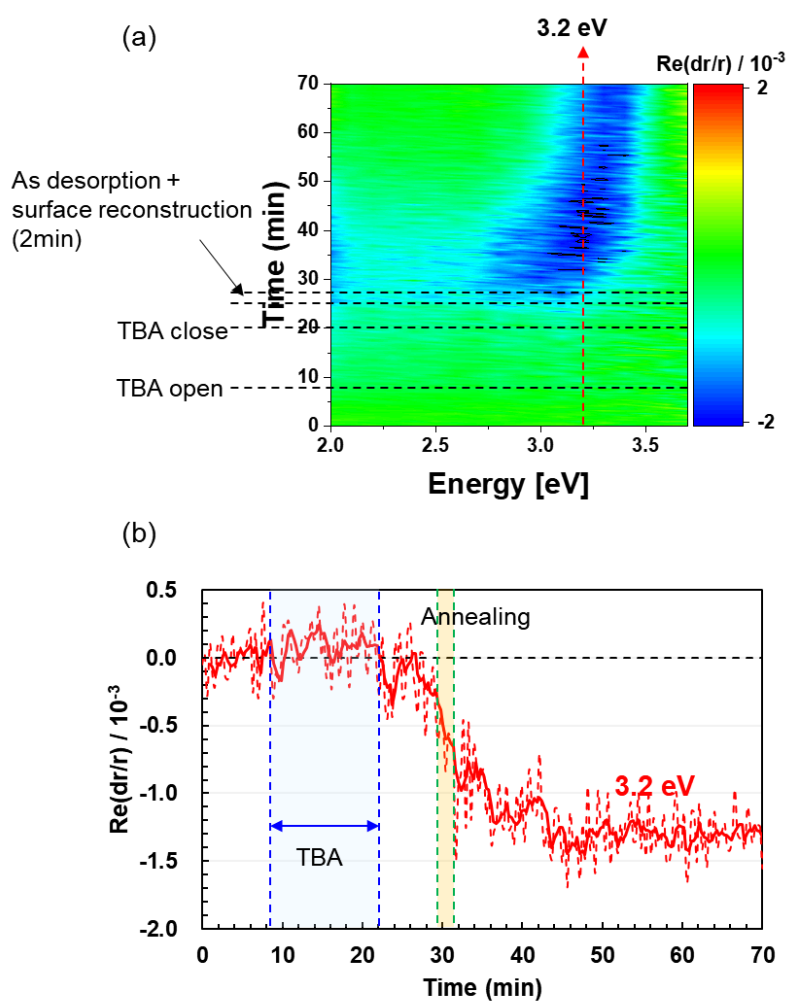 (a)
3.2 eV
Re(dr/r) / 10⁻³
2
-2
70
60
50
40
30
20
10
0
Time (min)
As desorption +
surface reconstruction
(2min)
TBA close
TBA open
2.0 2.5 3.0 3.5
Energy [eV]
(b)
0.5
0.0
-0.5
-1.0
-1.5
-2.0
Re(dr/r) / 10⁻³
Annealing
3.2 eV
TBA
0 10 20 30 40 50 60 70
Time (min)